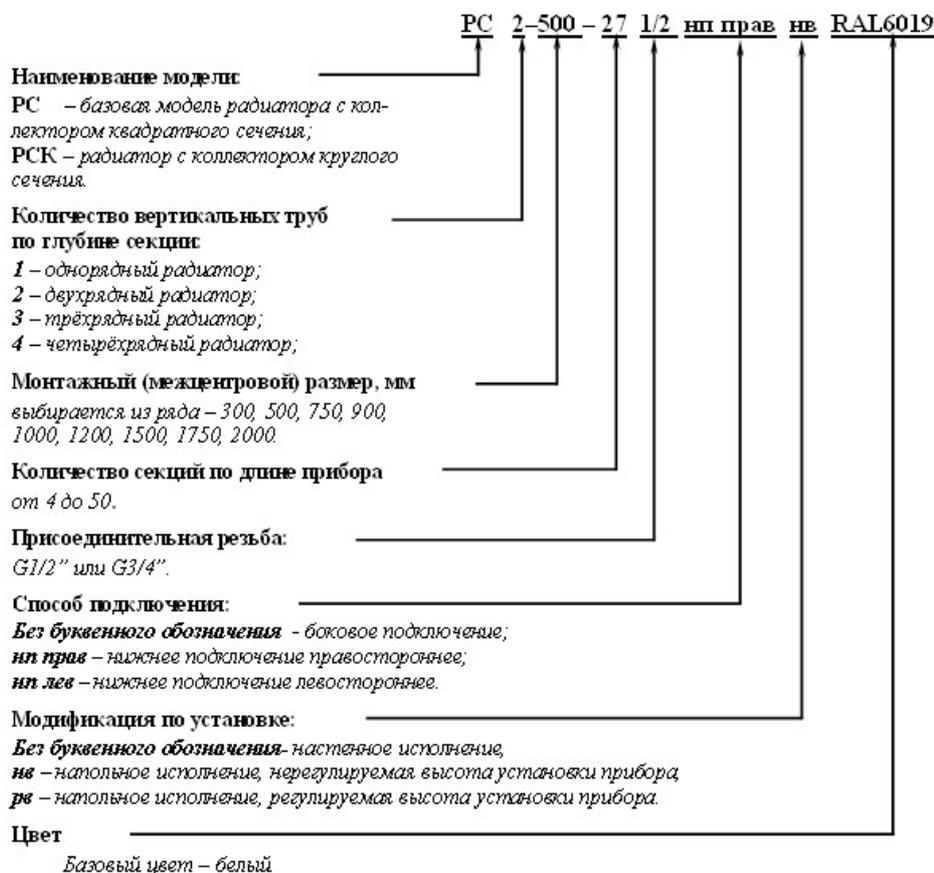 РС 2–500 – 27 1/2 нп прав нв RAL6019
Наименование модели:
РС – базовая модель радиатора с кол-
лектором квадратного сечения;
РСК – радиатор с коллектором круглого
сечения.
Количество вертикальных труб
по глубине секции:
1 – однорядный радиатор;
2 – двухрядный радиатор;
3 – трёхрядный радиатор;
4 – четырёхрядный радиатор;
Монтажный (межцентровой) размер, мм
выбирается из ряда – 300, 500, 750, 900,
1000, 1200, 1500, 1750, 2000.
Количество секций по длине прибора
от 4 до 50.
Присоединительная резьба:
G1/2” или G3/4”.
Способ подключения:
Без буквенного обозначения - боковое подключение;
нп прав – нижнее подключение правостороннее;
нп лев – нижнее подключение левостороннее.
Модификация по установке:
Без буквенного обозначения- настенное исполнение,
нв – напольное исполнение, нерегулируемая высота установки прибора,
рв – напольное исполнение, регулируемая высота установки прибора.
Цвет
Базовый цвет – белый